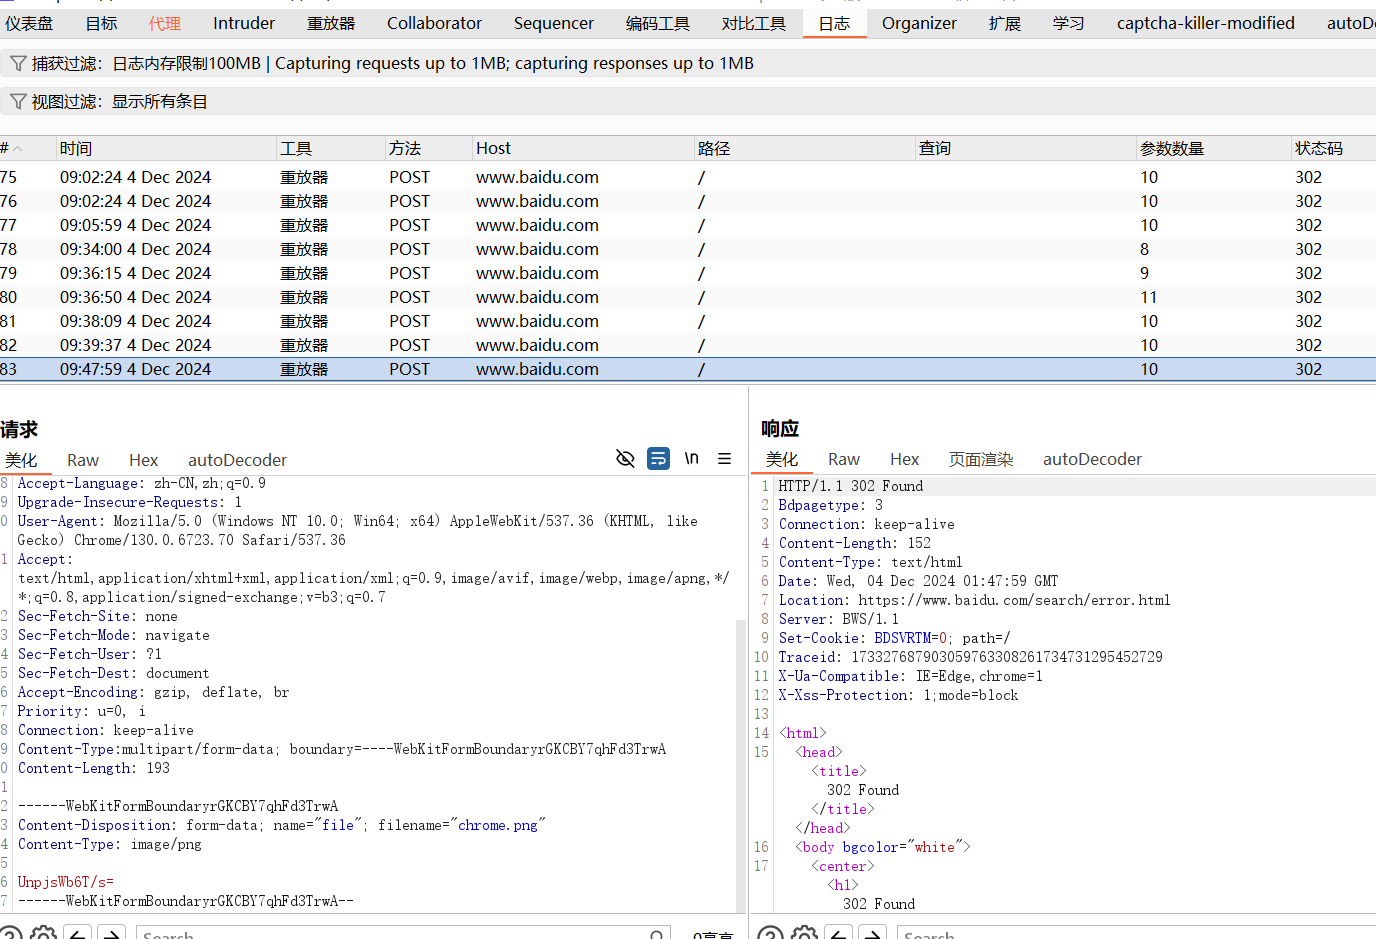 仪表盘 目标 代理 Intruder 重放器 Collaborator Sequencer 编码工具 对比工具 日志 Organizer 扩展 学习 captcha-killer-modified
捕获过滤：日志内存限制100MB | Capturing requests up to 1MB; capturing responses up to 1MB
视图过滤：显示所有条目
# 时间 工具 方法 Host 路径 查询 参数数量 状态码
75 09:02:24 4 Dec 2024 重放器 POST www.baidu.com / 10 302
76 09:02:24 4 Dec 2024 重放器 POST www.baidu.com / 10 302
77 09:05:59 4 Dec 2024 重放器 POST www.baidu.com / 10 302
78 09:34:00 4 Dec 2024 重放器 POST www.baidu.com / 8 302
79 09:36:15 4 Dec 2024 重放器 POST www.baidu.com / 9 302
80 09:36:50 4 Dec 2024 重放器 POST www.baidu.com / 11 302
81 09:38:09 4 Dec 2024 重放器 POST www.baidu.com / 10 302
82 09:39:37 4 Dec 2024 重放器 POST www.baidu.com / 10 302
83 09:47:59 4 Dec 2024 重放器 POST www.baidu.com / 10 302
请求
美化 Raw Hex autoDecoder \n
8 Accept-Language: zh-CN,zh;q=0.9
9 Upgrade-Insecure-Requests: 1
0 User-Agent: Mozilla/5.0 (Windows NT 10.0; Win64; x64) AppleWebKit/537.36 (KHTML, like
Gecko) Chrome/130.0.6723.70 Safari/537.36
1 Accept:
text/html,application/xhtml+xml,application/xml;q=0.9,image/avif,image/webp,image/apng,*/
*;q=0.8,application/signed-exchange;v=b3;q=0.7
2 Sec-Fetch-Site: none
3 Sec-Fetch-Mode: navigate
4 Sec-Fetch-User: ?1
5 Sec-Fetch-Dest: document
6 Accept-Encoding: gzip, deflate, br
7 Priority: u=0, i
8 Connection: keep-alive
9 Content-Type:multipart/form-data; boundary=----WebKitFormBoundaryrGKCBY7qhFd3TrwA
0 Content-Length: 193
1
2 ------WebKitFormBoundaryrGKCBY7qhFd3TrwA
3 Content-Disposition: form-data; name="file"; filename="chrome.png"
4 Content-Type: image/png
5
6 UnpjsWb6T/s=
7 ------WebKitFormBoundaryrGKCBY7qhFd3TrwA--
Search
响应
美化 Raw Hex 页面渲染 autoDecoder
1 HTTP/1.1 302 Found
2 Bdpagetype: 3
3 Connection: keep-alive
4 Content-Length: 152
5 Content-Type: text/html
6 Date: Wed, 04 Dec 2024 01:47:59 GMT
7 Location: https://www.baidu.com/search/error.html
8 Server: BWS/1.1
9 Set-Cookie: BDSVRTM=0; path=/
10 Traceid: 1733276879030597633082617347312954527​29
11 X-Ua-Compatible: IE=Edge,chrome=1
12 X-Xss-Protection: 1;mode=block
13
14 <html>
15 <head>
<title>
302 Found
</title>
</head>
16 <body bgcolor="white">
17 <center>
<h1>
302 Found
Search